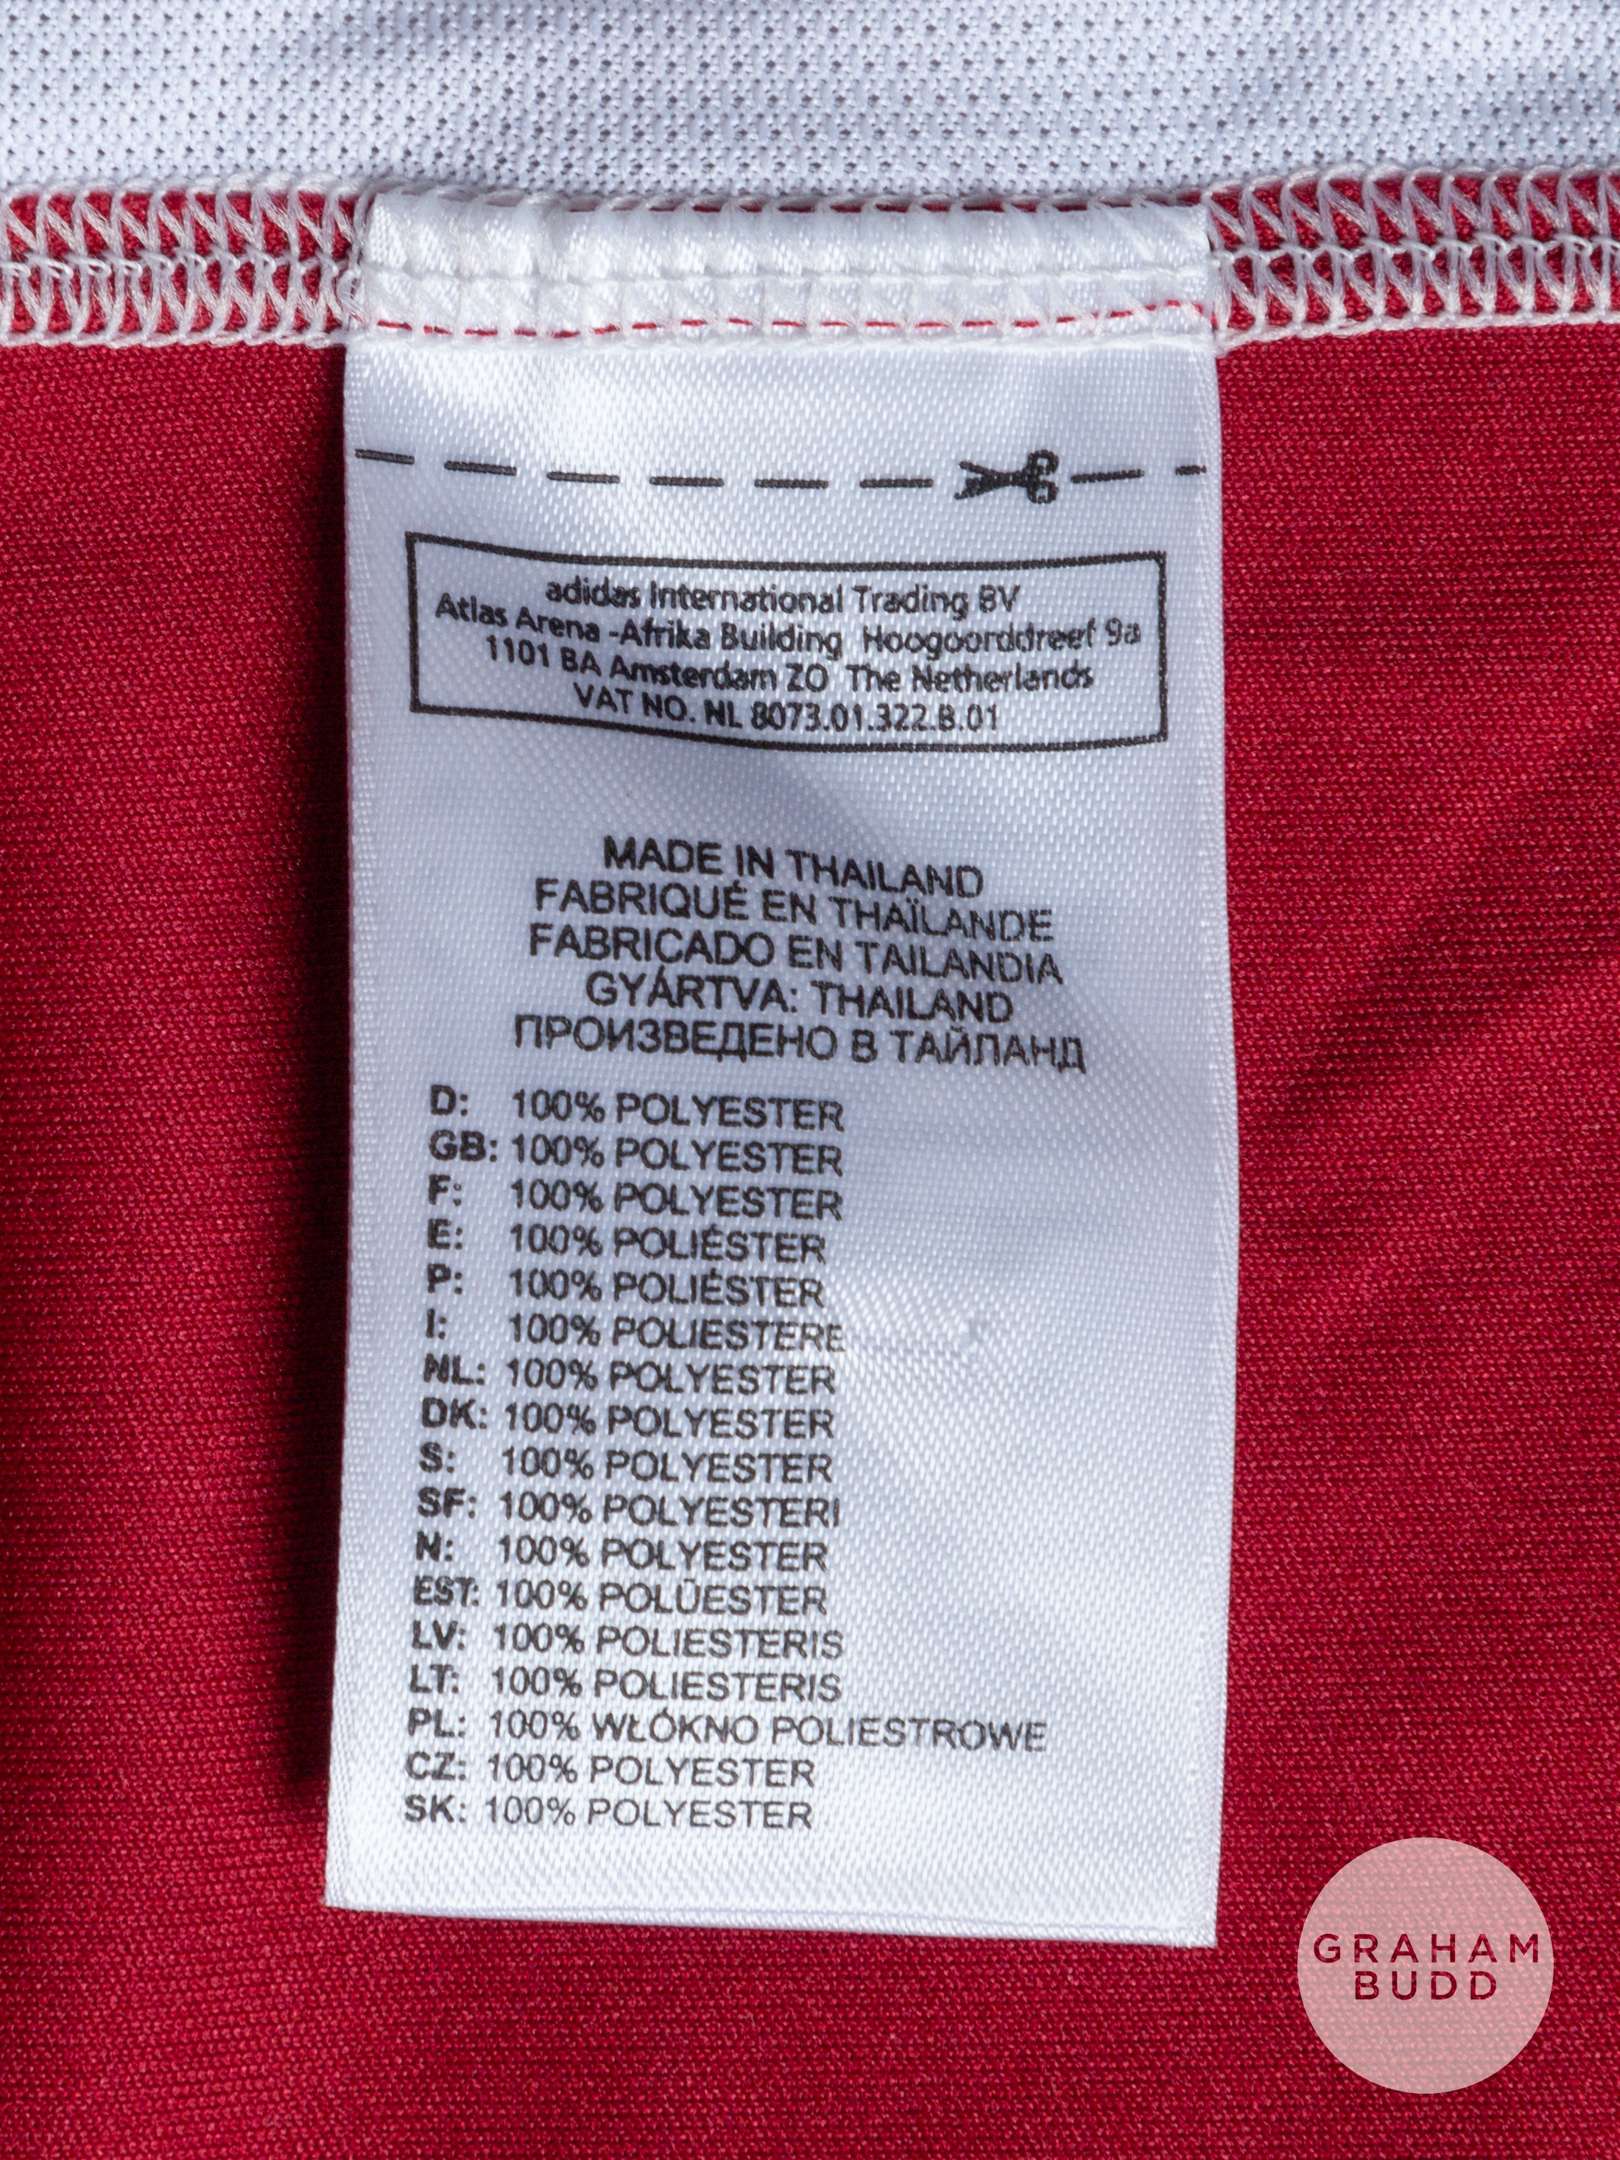 adidas International Trading BV
Atlas Arena -Afrika Building Hoogoorddreef 9a
1101 BA Amsterdam ZO The Netherlands
VAT NO. NL 8073.01.322.B.01
MADE IN THAILAND
FABRIQUÉ EN THAÏLANDE
FABRICADO EN TAILANDIA
GYÁRTVA: THAILAND
ПРОИЗВЕДЕНО В ТАЙЛАНД
D: 100% POLYESTER
GB: 100% POLYESTER
F: 100% POLYESTER
E: 100% POLIÉSTER
P: 100% POLIÉSTER
I: 100% POLIESTERE
NL: 100% POLYESTER
DK: 100% POLYESTER
S: 100% POLYESTER
SF: 100% POLYESTERI
N: 100% POLYESTER
EST: 100% POLÜESTER
LV: 100% POLIESTERIS
LT: 100% POLIESTERIS
PL: 100% WŁÓKNO POLIESTROWE
CZ: 100% POLYESTER
SK: 100% POLYESTER
GRAHAM
BUDD